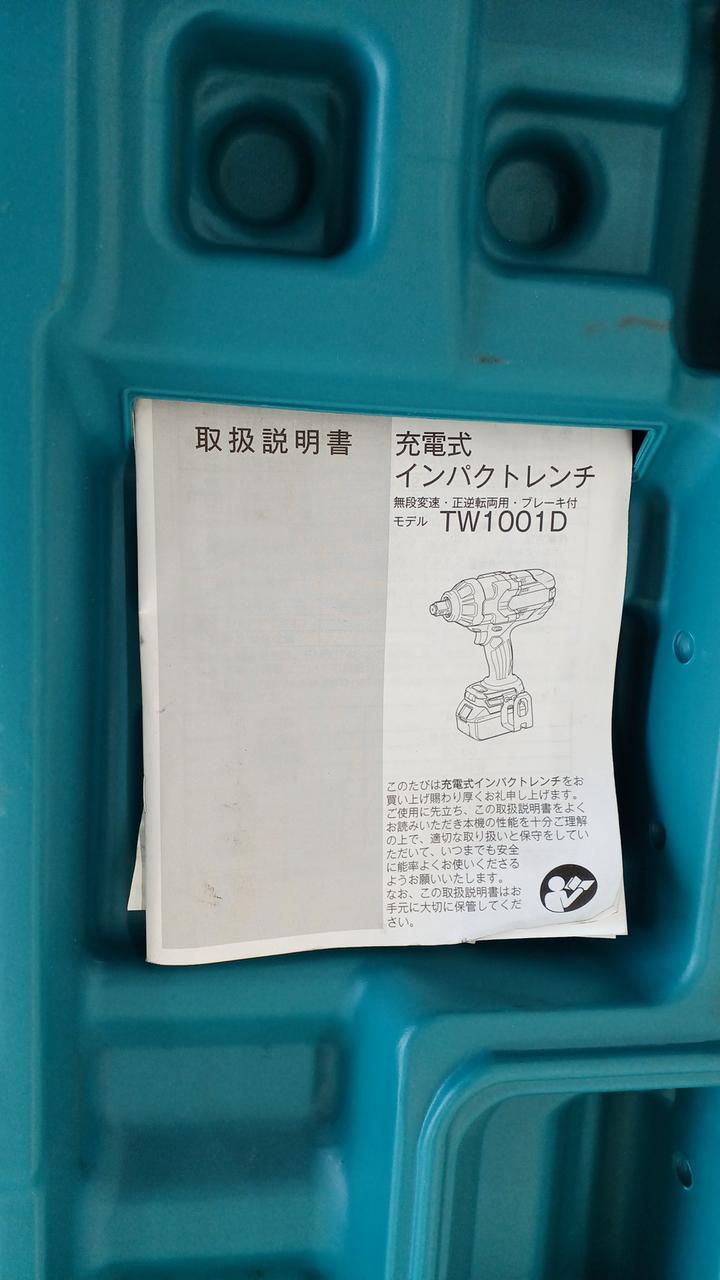 取扱説明書
充電式
インパクトレンチ
無段変速・正逆転両用・ブレーキ付
モデル TW1001D
このたびは充電式インパクトレンチをお
買い上げ賜わり厚くお礼申し上げます。
ご使用に先立ち、この取扱説明書をよく
お読みいただき本機の性能を十分ご理解
の上で、適切な取り扱いと保守をしてい
ただいて、いつまでも安全
に能率よくお使いくださる
ようお願いいたします。
なお、この取扱説明書はお
手元に大切に保管してくだ
さい。